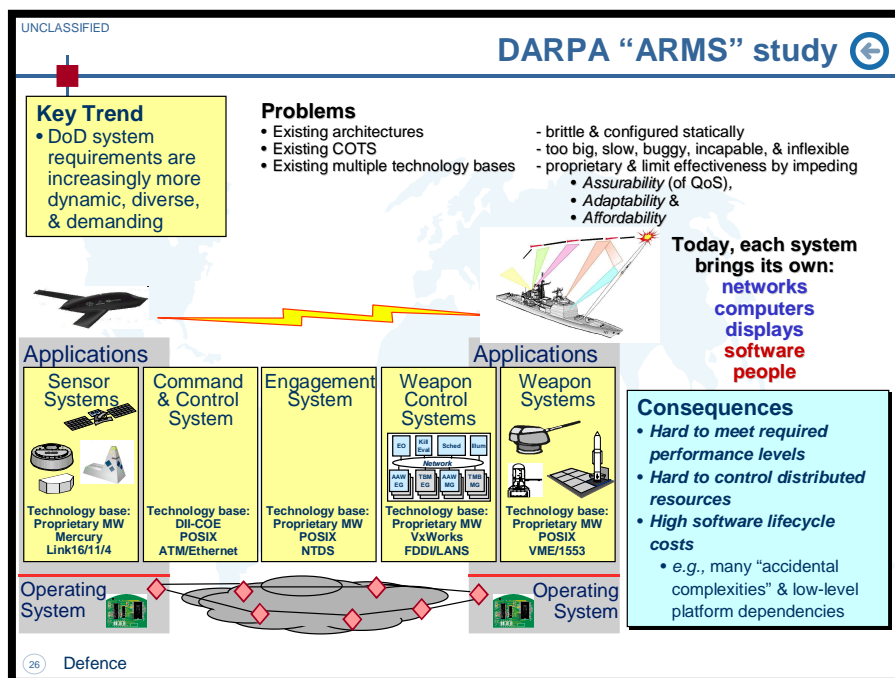 UNCLASSIFIED
DARPA “ARMS” study
Key Trend
• DoD system
requirements are
increasingly more
dynamic, diverse,
& demanding
Problems
• Existing architectures - brittle & configured statically
• Existing COTS - too big, slow, buggy, incapable, & inflexible
• Existing multiple technology bases - proprietary & limit effectiveness by impeding
• Assurability (of QoS),
• Adaptability &
• Affordability
Today, each system
brings its own:
networks
computers
displays
software
people
Applications
Applications
Sensor
Systems
Technology base:
Proprietary MW
Mercury
Link16/11/4
Command
& Control
System
Technology base:
DII-COE
POSIX
ATM/Ethernet
Engagement
System
Technology base:
Proprietary MW
POSIX
NTDS
Weapon
Control
Systems
EO Kill Eval Sched Illum
Network
AAW EG TBM EG AAW MG TMB MG
Technology base:
Proprietary MW
VxWorks
FDDI/LANS
Weapon
Systems
Technology base:
Proprietary MW
POSIX
VME/1553
Consequences
• Hard to meet required
performance levels
• Hard to control distributed
resources
• High software lifecycle
costs
• e.g., many “accidental
complexities” & low-level
platform dependencies
Operating
System
Operating
System
26 Defence